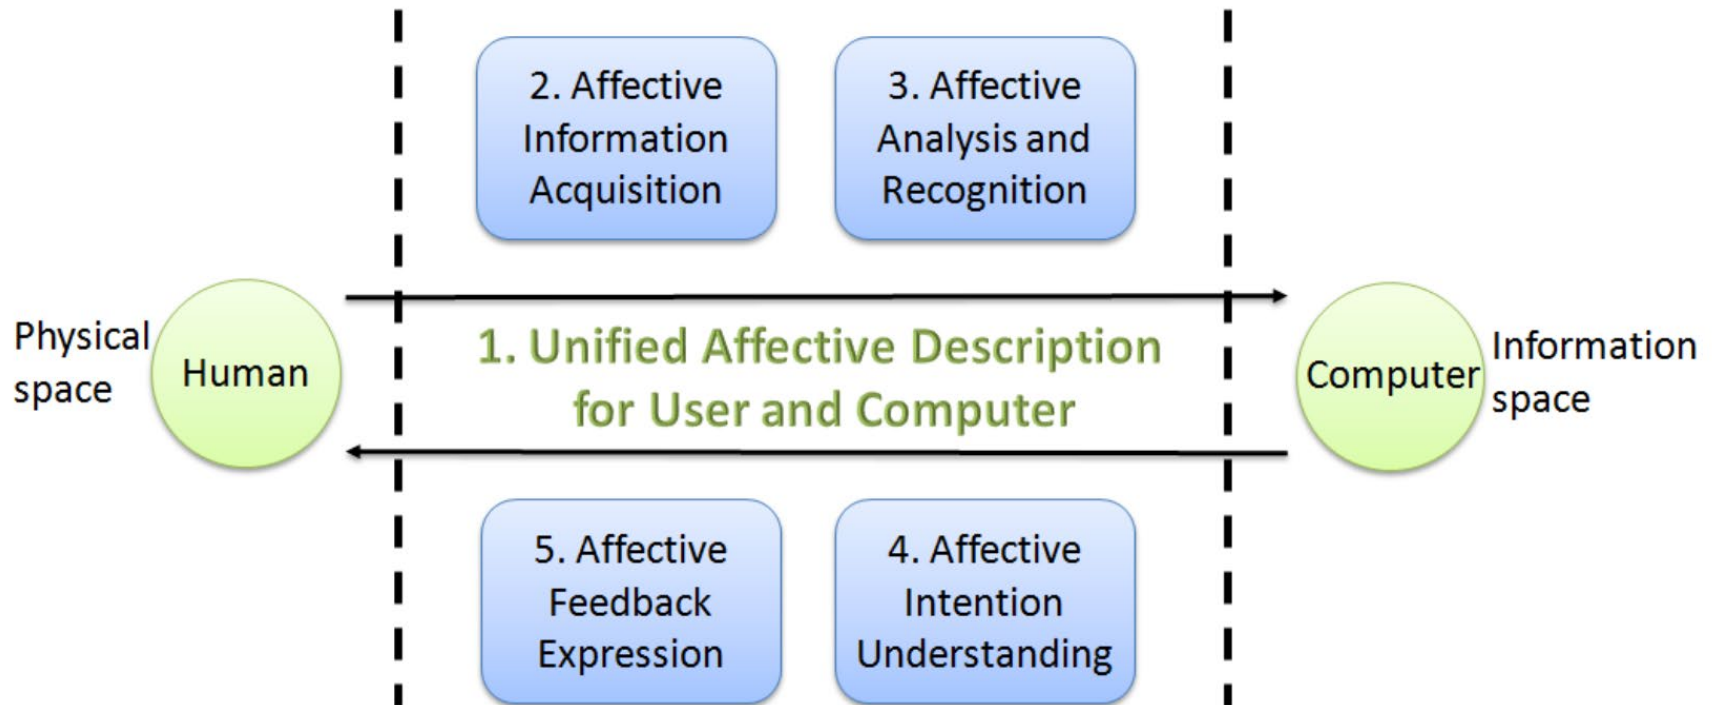 2. Affective
Information
Acquisition
3. Affective
Analysis and
Recognition
Physical
space
Human
1. Unified Affective Description
for User and Computer
Computer
Information
space
5. Affective
Feedback
Expression
4. Affective
Intention
Understanding